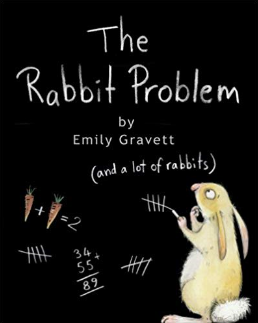 The
Rabbit Problem
by
Emily Gravett
(and a lot of rabbits)
+ =2
34+
55
89